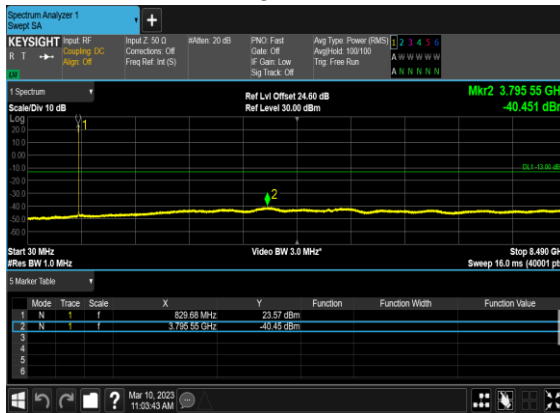 Spectrum Analyzer 1
Swept SA
+
KEYSIGHT Input: RF
R T Coupling: DC
Align: Off
LXI
Input Z: 50 Ω
Corrections: Off
Freq Ref: Int (S)
#Atten: 20 dB
PNO: Fast
Gate: Off
IF Gain: Low
Sig Track: Off
Avg Type: Power (RMS)
Avg|Hold: 100/100
Trig: Free Run
1 2 3 4 5 6
A W W W W W
A N N N N N
1 Spectrum
Scale/Div 10 dB
Ref Lvl Offset 24.60 dB
Ref Level 30.00 dBm
Mkr2 3.795 55 GH
-40.451 dBr
Log
20.0
10.0
0.00
-10.0
-20.0
-30.0
-40.0
-50.0
-60.0
1
2
DL1 -13.00 dB
Start 30 MHz
#Res BW 1.0 MHz
Video BW 3.0 MHz*
Stop 8.490 GH
Sweep 16.0 ms (40001 pts
5 Marker Table
Mode Trace Scale X Y Function Function Width Function Value
1 N 1 f 829.68 MHz 23.57 dBm
2 N 1 f 3.795 55 GHz -40.45 dBm
3
4
5
6
? Mar 10, 2023
11:03:43 AM